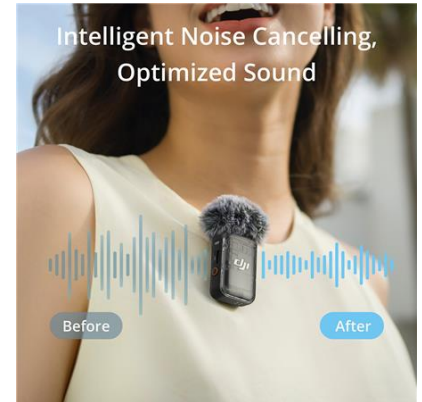 Intelligent Noise Cancelling,
Optimized Sound
dji
Before
After